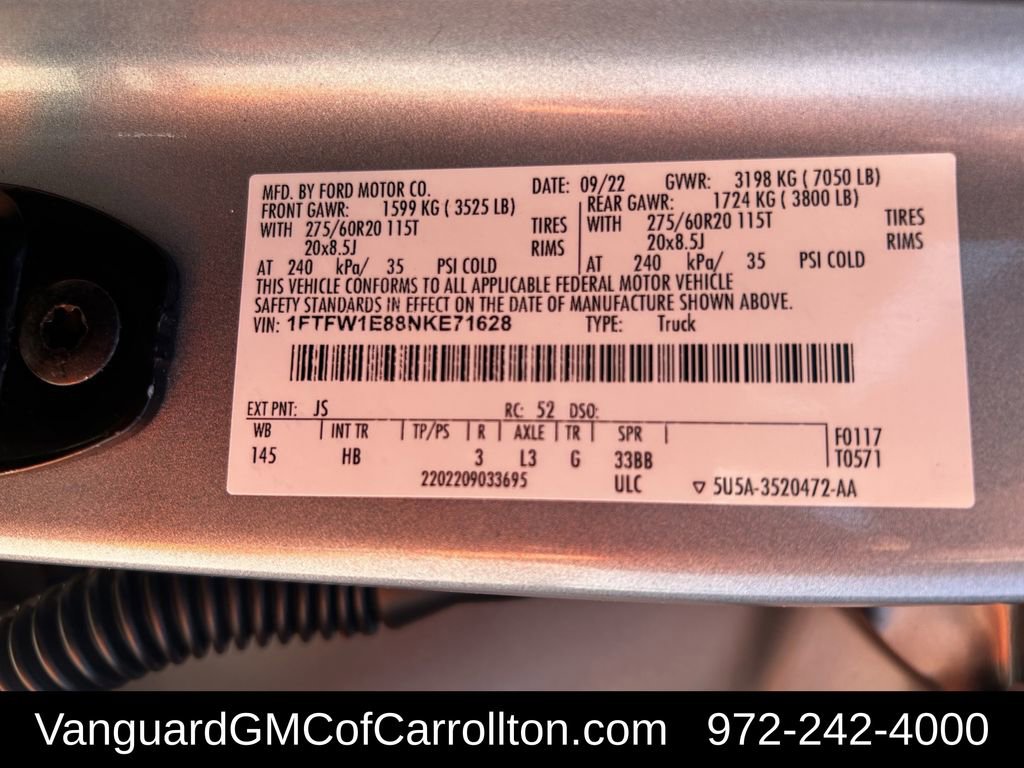 MFD. BY FORD MOTOR CO. DATE: 09/22 GVWR: 3198 KG ( 7050 LB)
FRONT GAWR: 1599 KG ( 3525 LB) REAR GAWR: 1724 KG ( 3800 LB)
WITH 275/60R20 115T TIRES WITH 275/60R20 115T TIRES
20x8.5J RIMS 20x8.5J RIMS
AT 240 kPa/ 35 PSI COLD AT 240 kPa/ 35 PSI COLD
THIS VEHICLE CONFORMS TO ALL APPLICABLE FEDERAL MOTOR VEHICLE
SAFETY STANDARDS IN EFFECT ON THE DATE OF MANUFACTURE SHOWN ABOVE.
VIN: 1FTFW1E88NKE71628 TYPE: Truck
EXT PNT: JS RC: 52 DSO:
WB INT TR TP/PS R AXLE TR SPR F0117
145 HB 3 L3 G 33BB T0571
2202209033695 ULC ▽ 5U5A-3520472-AA
VanguardGMCofCarrollton.com 972-242-4000